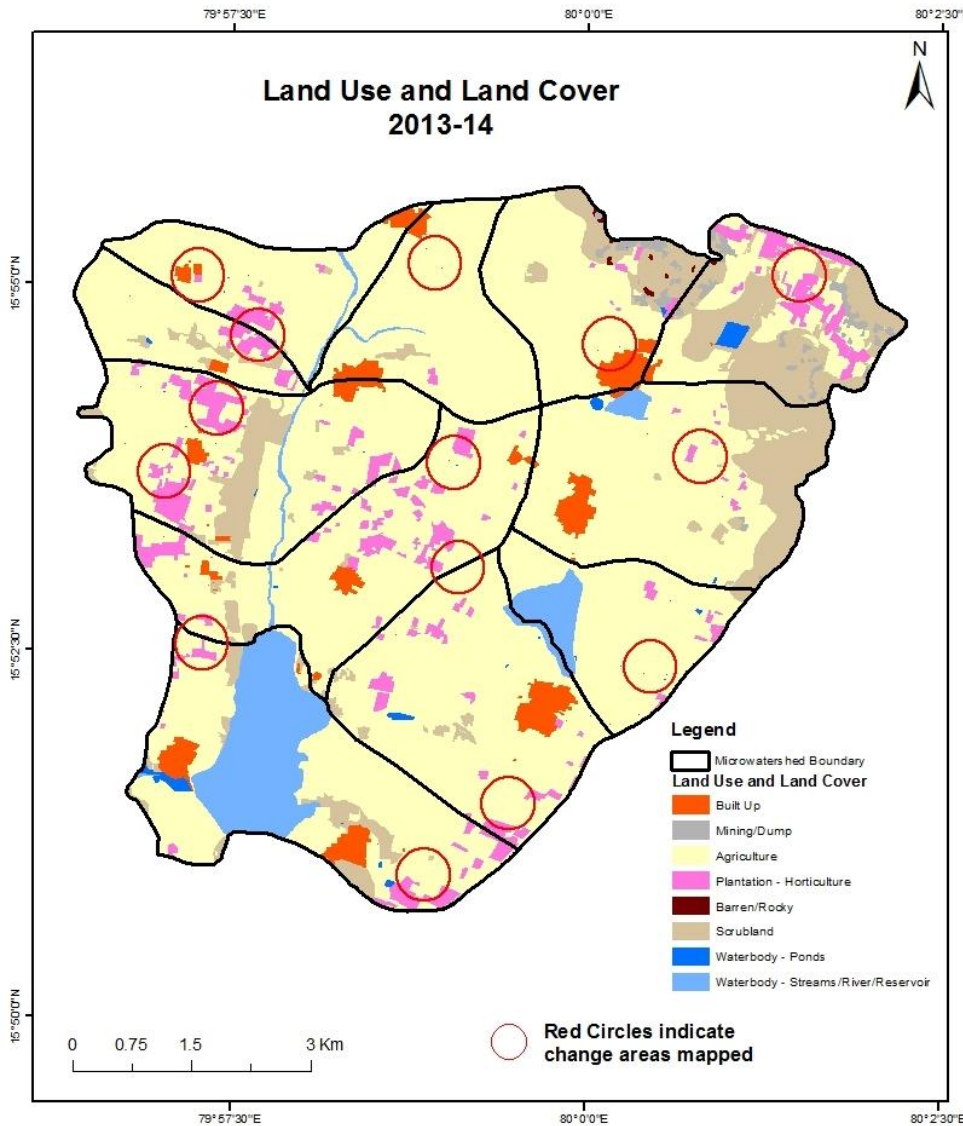 79°57'30"E
80°0'0"E
80°2'30"E
N
Land Use and Land Cover
2013-14
15°55'0"N
15°55'0"N
15°52'30"N
15°50'0"N
Legend
Microwatershed Boundary
Land Use and Land Cover
Built Up
Mining/Dump
Agriculture
Plantation - Horticulture
Barren/Rocky
Scrubland
Waterbody - Ponds
Waterbody - Streams/River/Reservoir
Red Circles indicate
change areas mapped
0 0.75 1.5 3 Km
79°57'30"E
80°0'0"E
80°2'30"E